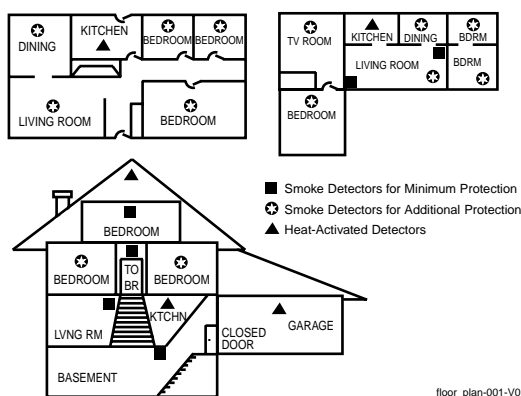 DINING
KITCHEN
BEDROOM
BEDROOM
LIVING ROOM
BEDROOM
TV ROOM
KITCHEN
DINING
BDRM
LIVING ROOM
BDRM
BEDROOM
Smoke Detectors for Minimum Protection
Smoke Detectors for Additional Protection
Heat-Activated Detectors
BEDROOM
BEDROOM
TO
BR
BEDROOM
LVNG RM
KTCHN
CLOSED
DOOR
GARAGE
BASEMENT
floor_plan-001-V0